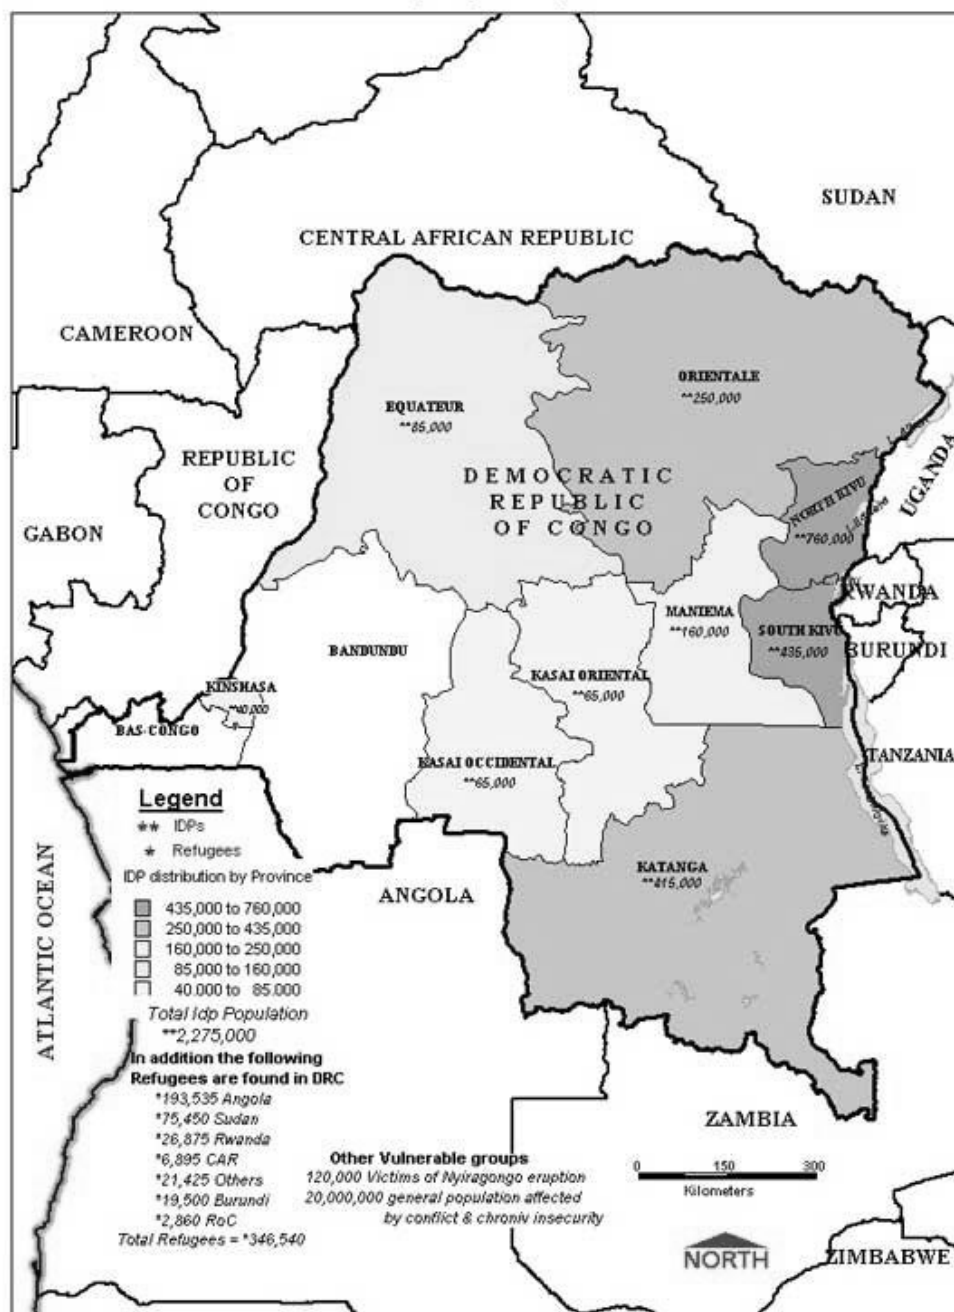 SUDAN
CENTRAL AFRICAN REPUBLIC
CAMEROON
ORIENTALE
**250,000
EQUATEUR
**85,000
REPUBLIC
OF
CONGO
DEMOCRATIC
REPUBLIC
OF CONGO
UGANDA
GABON
NORTH KIVU
**760,000
RWANDA
MANIEMA
**160,000
SOUTH KIVU
**435,000
BURUNDI
BANDUNDU
KINSHASA
**40,000
KASAI ORIENTAL
**65,000
BAS-CONGO
KASAI OCCIDENTAL
**65,000
TANZANIA
KATANGA
**415,000
ANGOLA
ATLANTIC OCEAN
Legend
** IDPs
* Refugees
IDP distribution by Province
435,000 to 760,000
250,000 to 435,000
160,000 to 250,000
85,000 to 160,000
40.000 to 85.000
Total Idp Population
**2,275,000
In addition the following
Refugees are found in DRC
*193,535 Angola
*75,450 Sudan
*26,875 Rwanda
*6,895 CAR
*21,425 Others
*19,500 Burundi
*2,860 RoC
Total Refugees = *346,540
Other Vulnerable groups
120,000 Victims of Nyiragongo eruption
20,000,000 general population affected
by conflict & chroniv insecurity
ZAMBIA
0 150 300
Kilometers
NORTH
ZIMBABWE